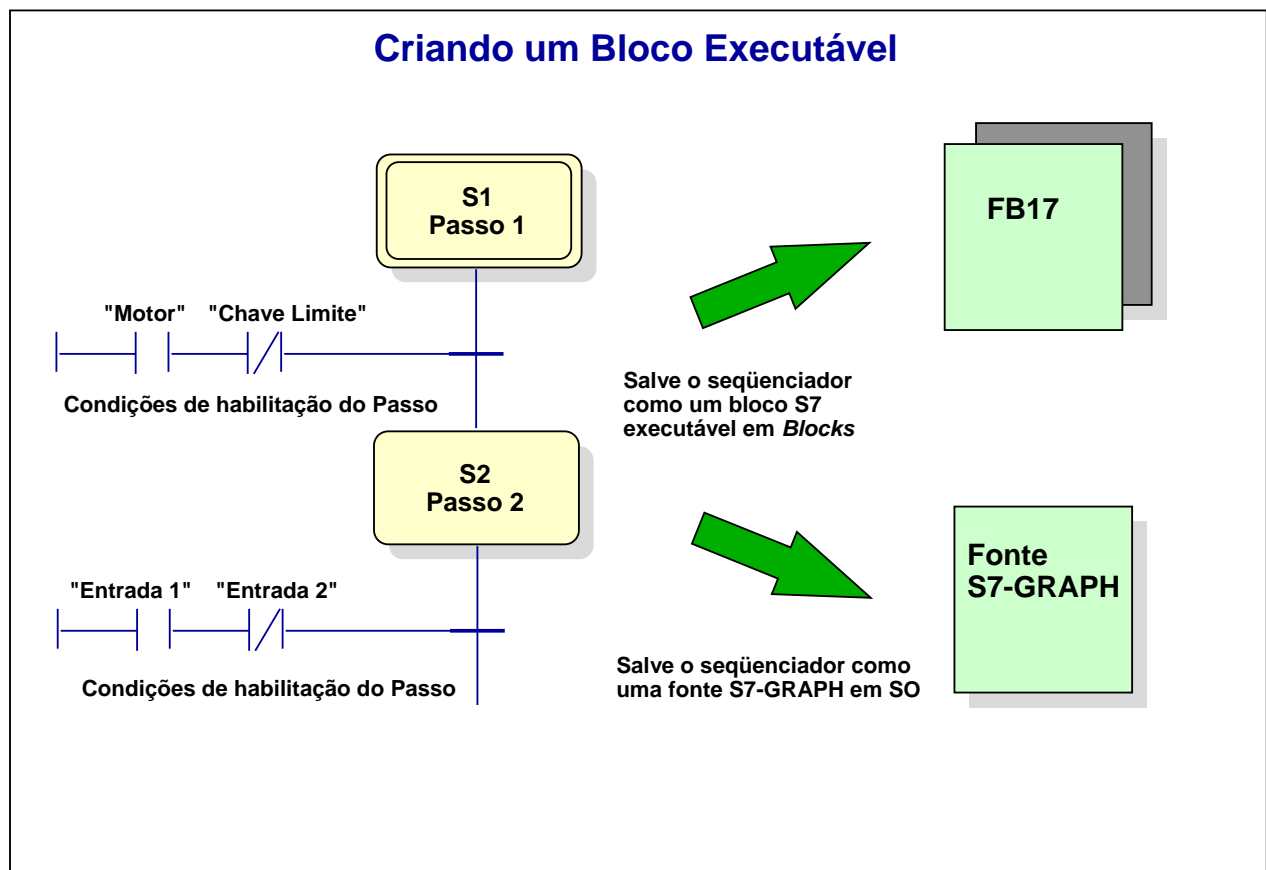 Criando um Bloco Executável
S1
Passo 1
FB17
"Motor" "Chave Limite"
Condições de habilitação do Passo
Salve o seqüenciador
como um bloco S7
executável em Blocks
S2
Passo 2
Fonte
S7-GRAPH
"Entrada 1" "Entrada 2"
Condições de habilitação do Passo
Salve o seqüenciador como
uma fonte S7-GRAPH em SO